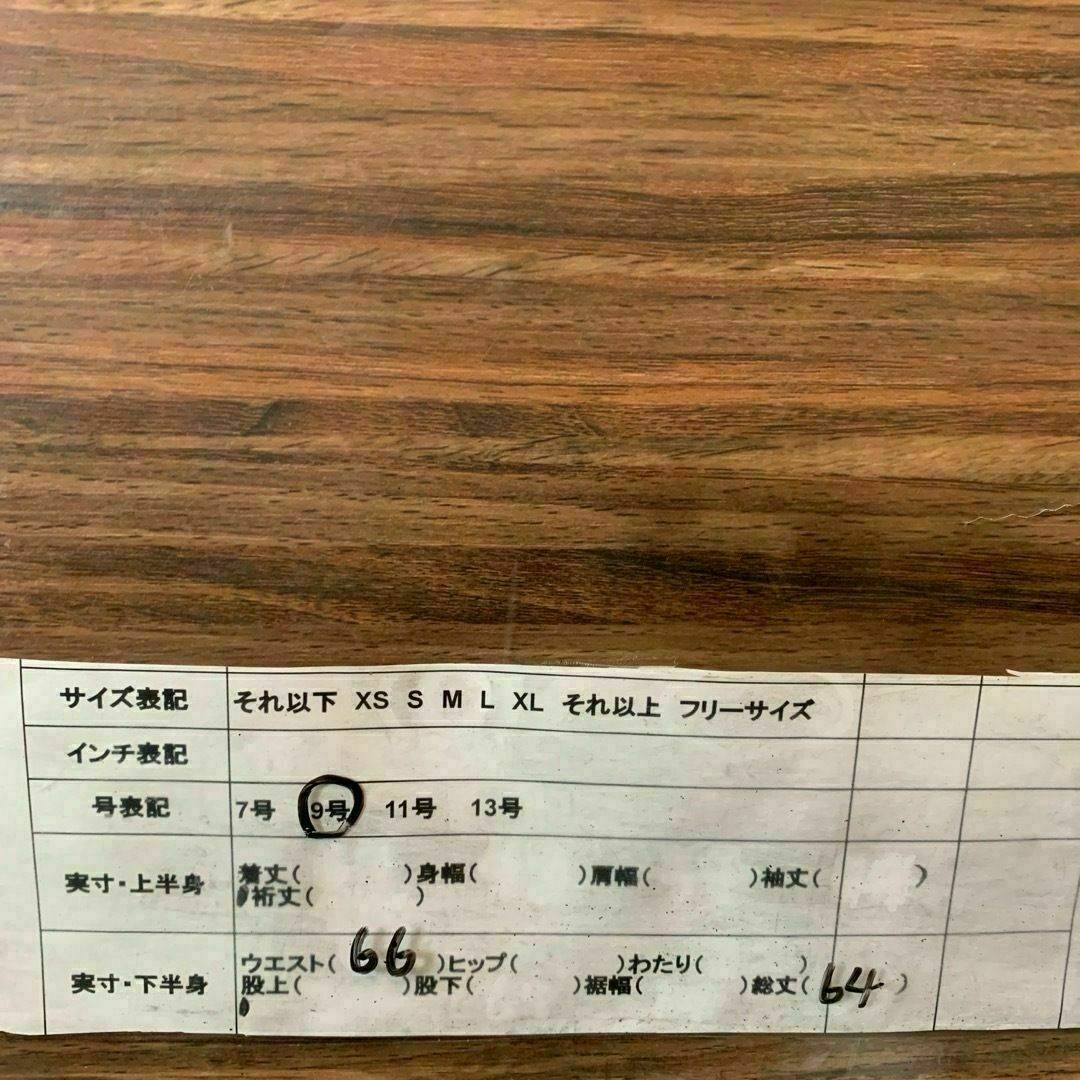 サイズ表記 それ以下 XS S M L XL それ以上 フリーサイズ
インチ表記
号表記 7号 9号 11号 13号
実寸・上半身 着丈( )身幅( )肩幅( )袖丈( )
裄丈( )
実寸・下半身 ウエスト( 66 )ヒップ( )わたり( )
股上( )股下( )裾幅( )総丈( 64 )